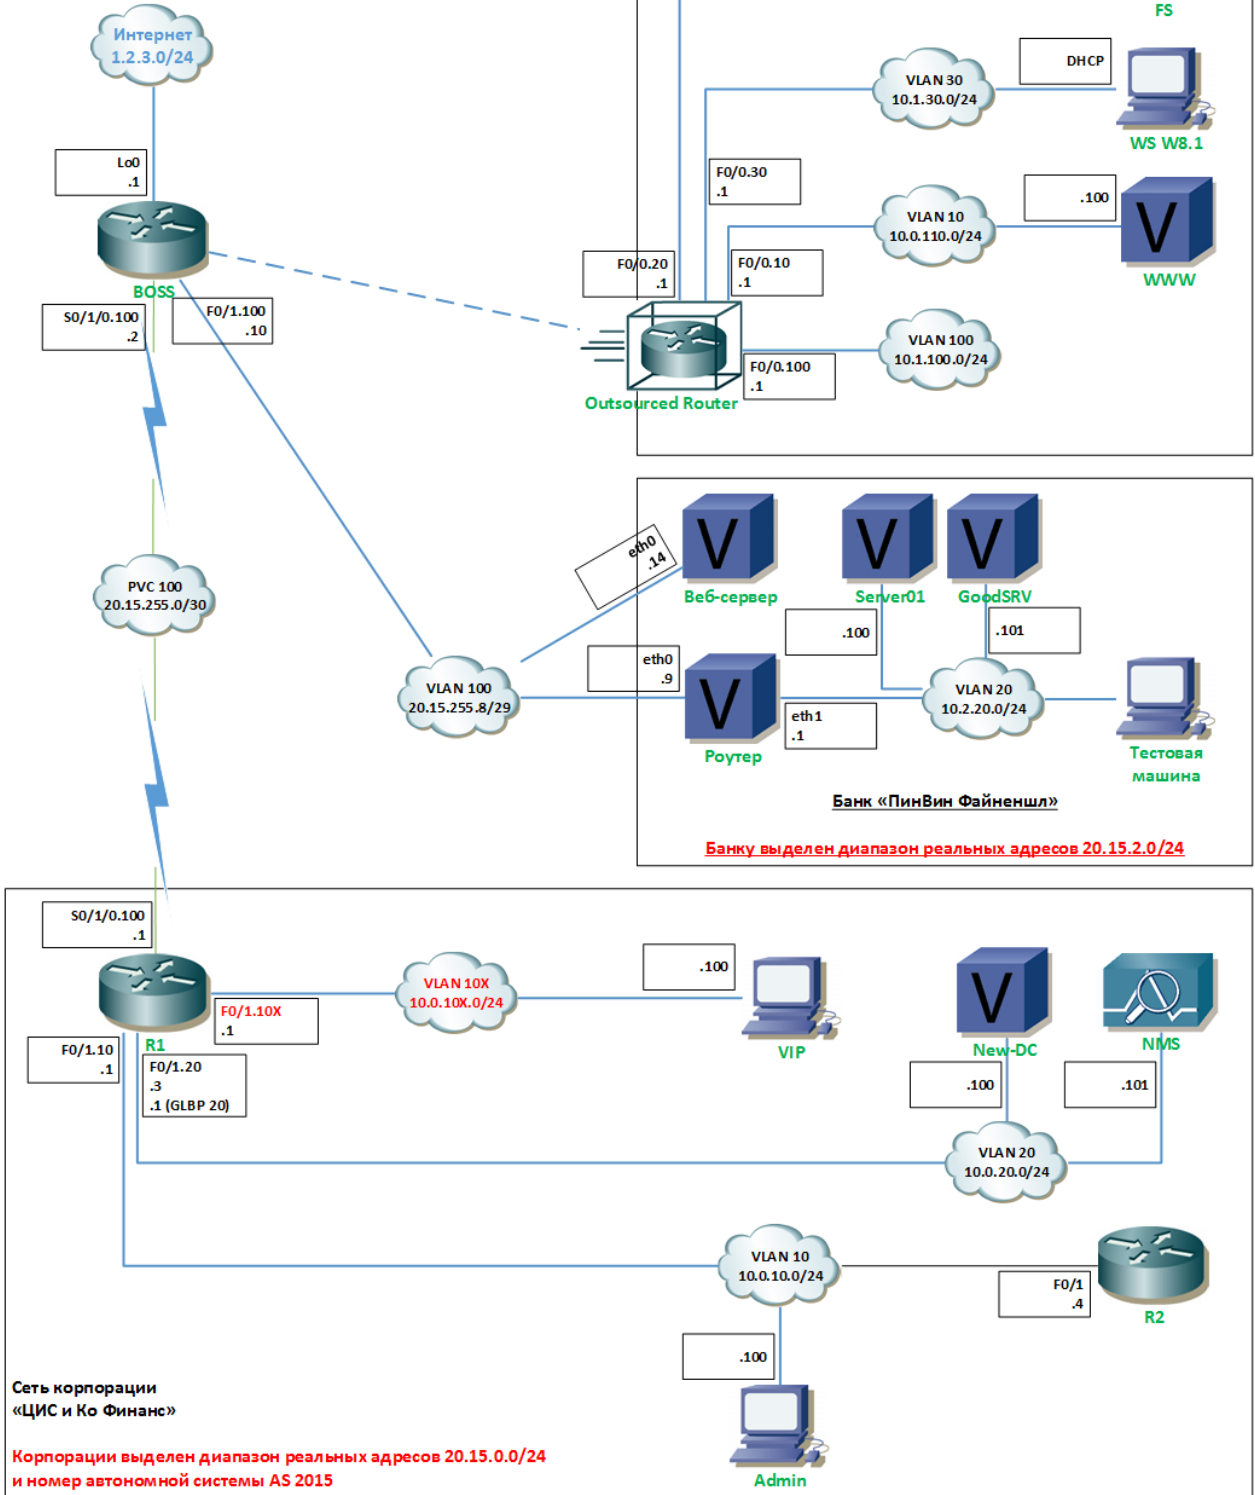 FS
Интернет
1.2.3.0/24
VLAN 30
10.1.30.0/24
DHCP
WS W8.1
Lo0
.1
F0/0.30
.1
VLAN 10
10.0.110.0/24
.100
WWW
BOSS
F0/0.20
.1
F0/0.10
.1
S0/1/0.100
.2
F0/1.100
.10
VLAN 100
10.1.100.0/24
F0/0.100
.1
Outsourced Router
V
V
V
V
eth0
.14
Веб-сервер
Server01
GoodSRV
PVC 100
20.15.255.0/30
.100
.101
eth0
.9
VLAN 100
20.15.255.8/29
V
VLAN 20
10.2.20.0/24
eth1
.1
Роутер
Тестовая
машина
Банк «ПинВин Файненшл»
Банку выделен диапазон реальных адресов 20.15.2.0/24
S0/1/0.100
.1
VLAN 10X
10.0.10X.0/24
.100
V
F0/1.10X
.1
R1
VIP
New-DC
NMS
F0/1.10
.1
F0/1.20
.3
.1 (GLBP 20)
.100
.101
VLAN 20
10.0.20.0/24
VLAN 10
10.0.10.0/24
F0/1
.4
R2
.100
Сеть корпорации
«ЦИС и Ко Финанс»
Корпорации выделен диапазон реальных адресов 20.15.0.0/24
и номер автономной системы AS 2015
Admin